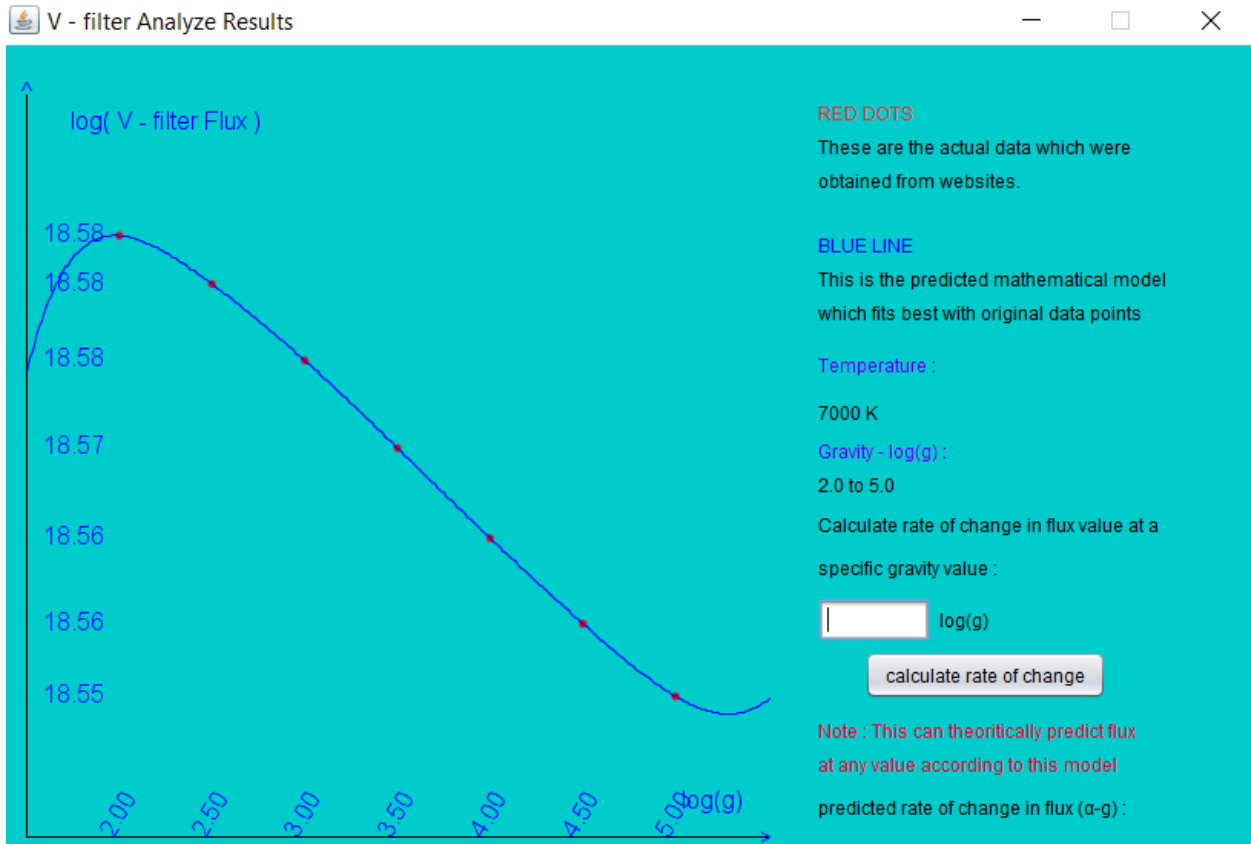 V - filter Analyze Results
log( V - filter Flux )
18.58
18.58
18.58
18.57
18.56
18.56
18.55
2.00
2.50
3.00
3.50
4.00
4.50
5.00
log(g)
RED DOTS
These are the actual data which were
obtained from websites.
BLUE LINE
This is the predicted mathematical model
which fits best with original data points
Temperature :
7000 K
Gravity - log(g) :
2.0 to 5.0
Calculate rate of change in flux value at a
specific gravity value :
log(g)
calculate rate of change
Note : This can theoritically predict flux
at any value according to this model
predicted rate of change in flux (α-g) :